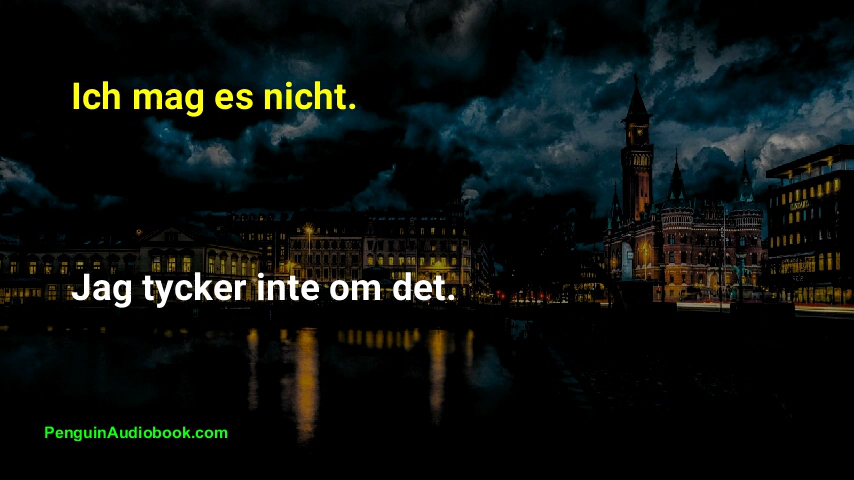 Ich mag es nicht.
Jag tycker inte om det.
PenguinAudiobook.com